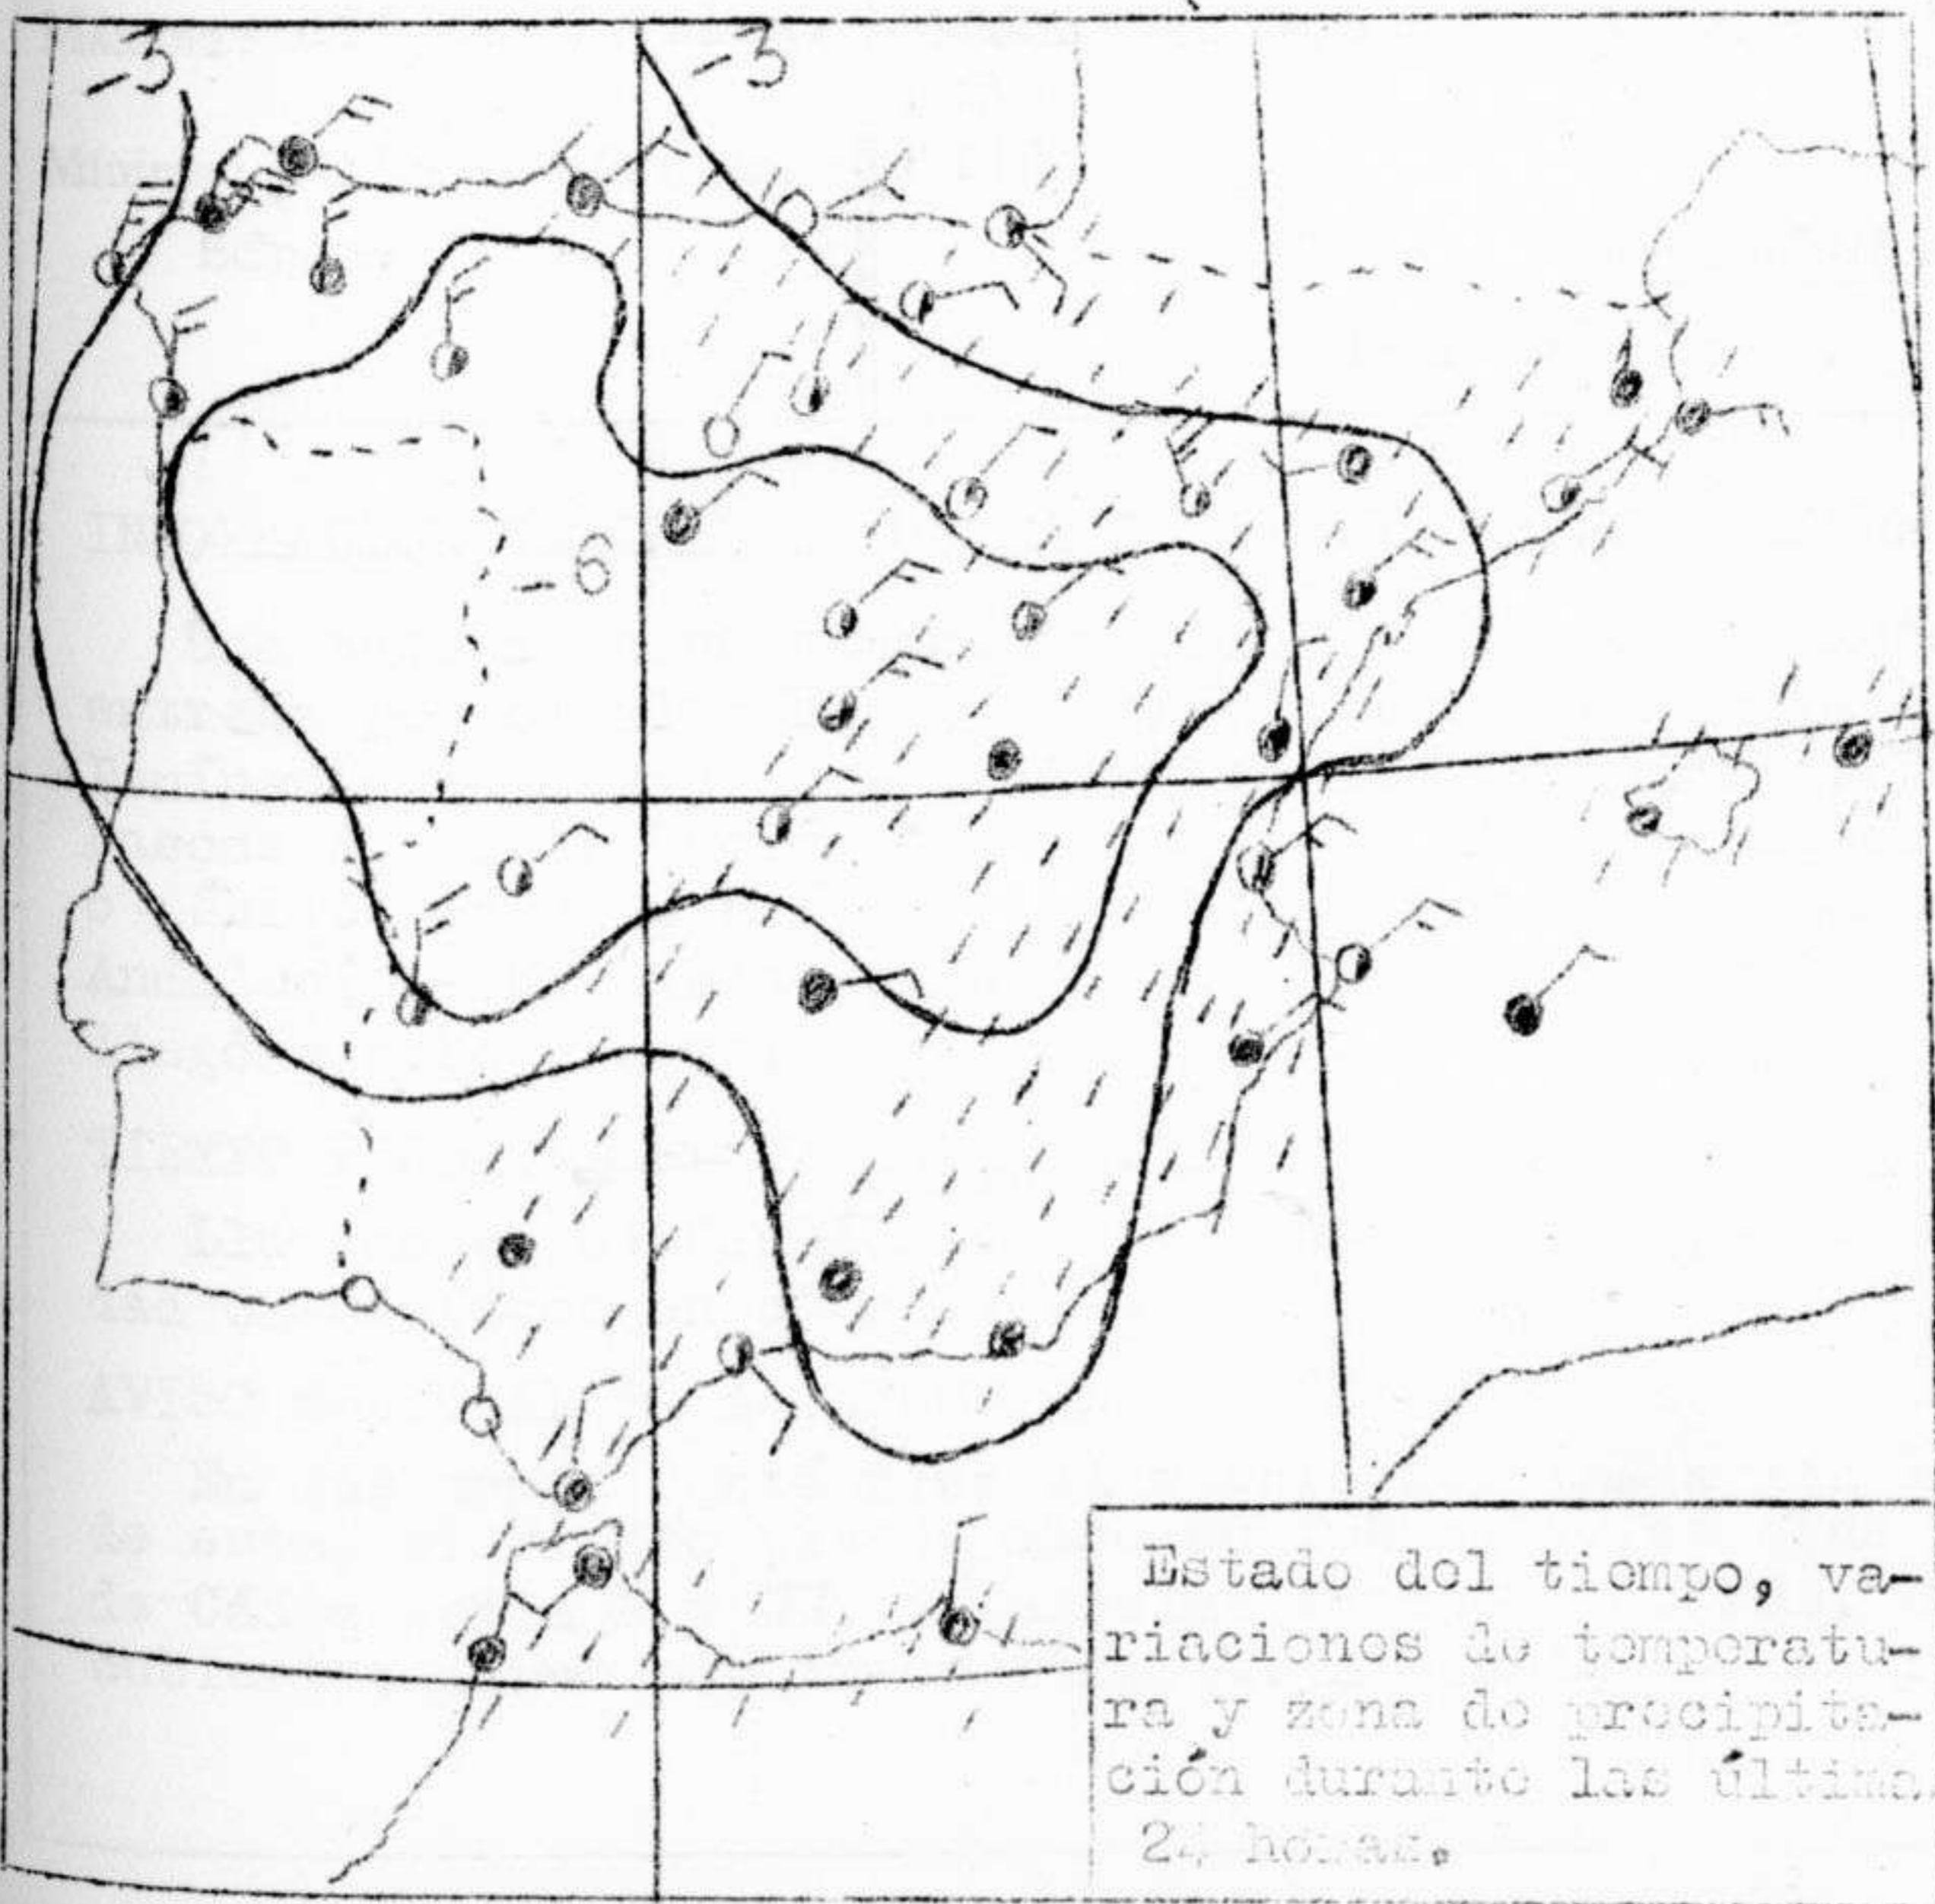 -3
-3
-6
Estado del tiempo, va-
riaciones de temperatu-
ra y zona de precipita-
ción durante las última
24 horas.